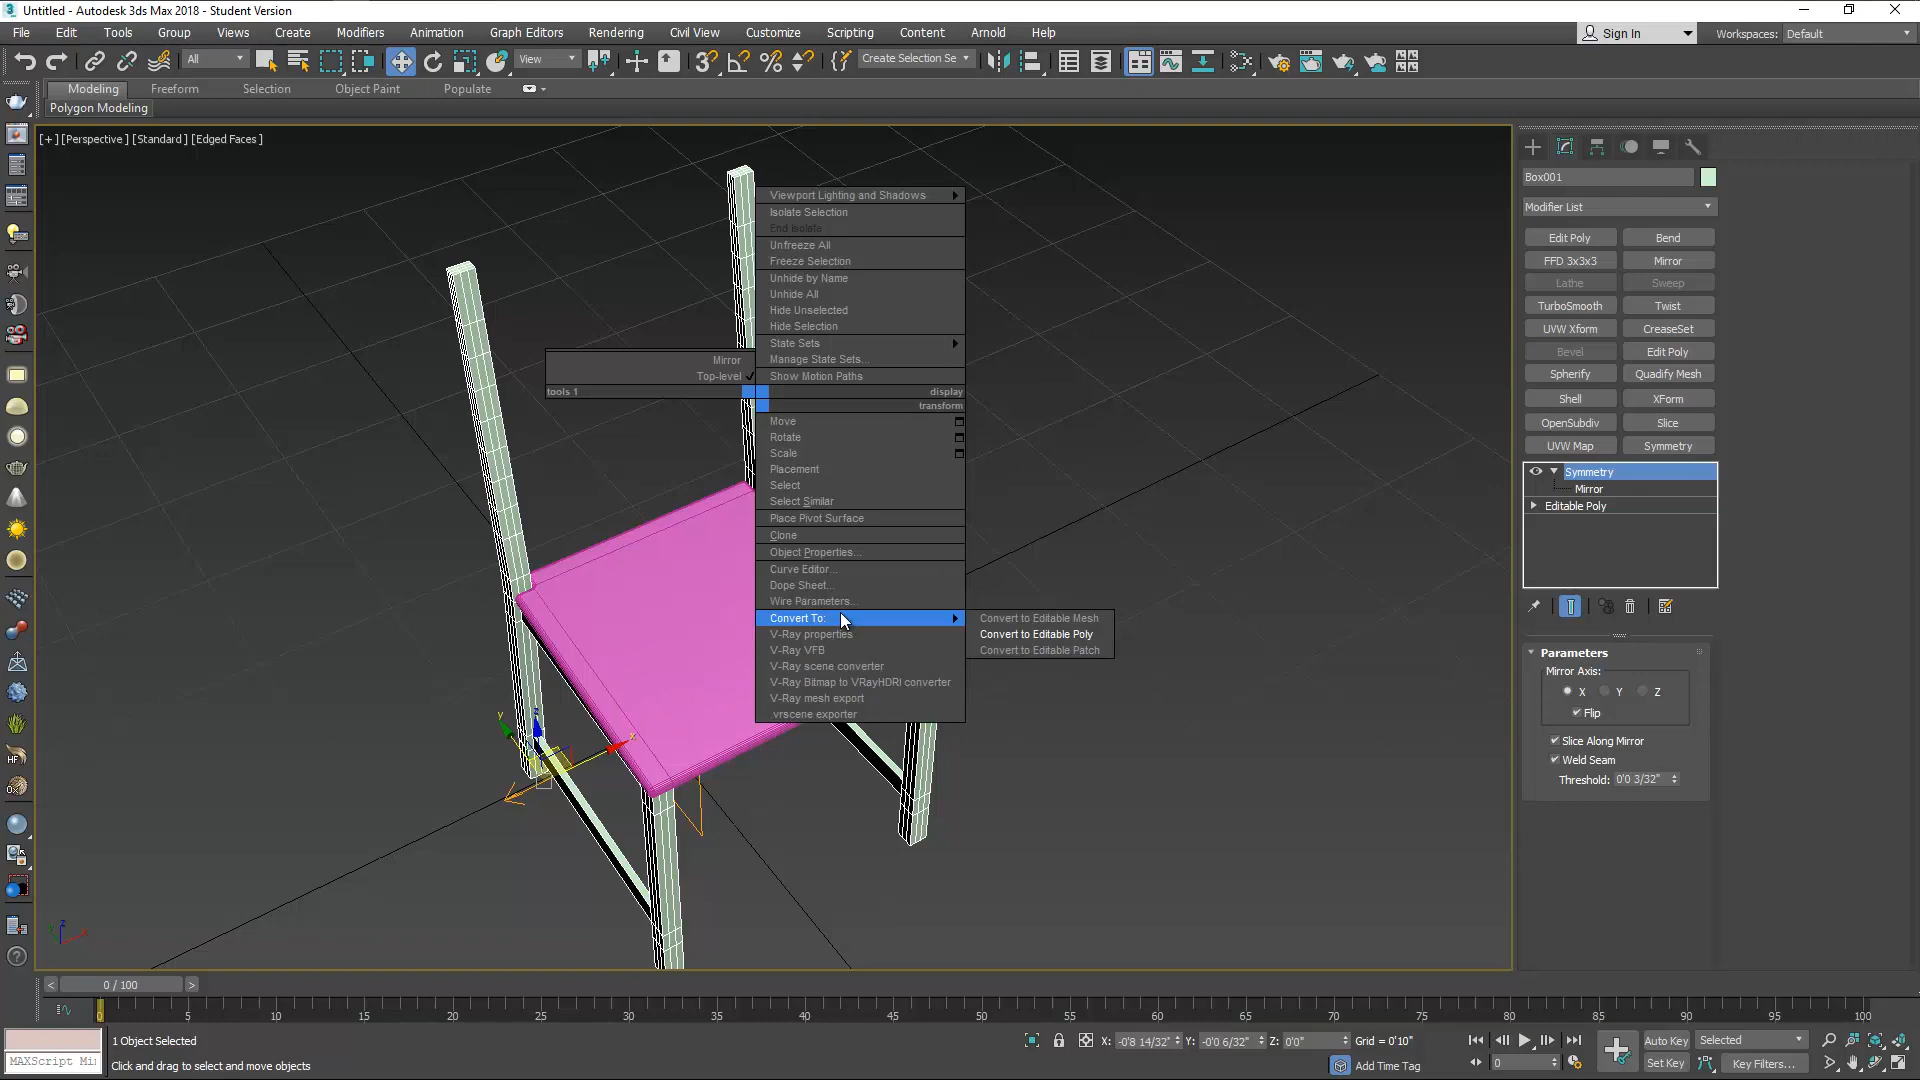 Untitled - Autodesk 3ds Max 2018 - Student Version
File Edit Tools Group Views Create Modifiers Animation Graph Editors Rendering Civil View Customize Scripting Content Arnold Help
Sign In
Workspaces: Default
All
View
Create Selection Se
Modeling Freeform Selection Object Paint Populate
Polygon Modeling
[+] [Perspective] [Standard] [Edged Faces]
Viewport Lighting and Shadows
Isolate Selection
End Isolate
Unfreeze All
Freeze Selection
Unhide by Name
Unhide All
Hide Unselected
Hide Selection
State Sets
Manage State Sets...
Show Motion Paths
Mirror
Top-level
tools 1
display
transform
Move
Rotate
Scale
Placement
Select
Select Similar
Place Pivot Surface
Clone
Object Properties...
Curve Editor...
Dope Sheet...
Wire Parameters...
Convert To:
V-Ray properties
V-Ray VFB
V-Ray scene converter
V-Ray Bitmap to VRayHDRI converter
V-Ray mesh export
.vrscene exporter
Convert to Editable Mesh
Convert to Editable Poly
Convert to Editable Patch
z
y
x
Box001
Modifier List
Edit Poly Bend
FFD 3x3x3 Mirror
Lathe Sweep
TurboSmooth Twist
UVW Xform CreaseSet
Bevel Edit Poly
Spherify Quadify Mesh
Shell XForm
OpenSubdiv Slice
UVW Map Symmetry
Symmetry
Mirror
Editable Poly
Parameters
Mirror Axis:
X Y Z
Flip
Slice Along Mirror
Weld Seam
Threshold: 0'0 3/32"
< 0 / 100 >
0 5 10 15 20 25 30 35 40 45 50 55 60 65 70 75 80 85 90 95 100
MAXScript Mi
1 Object Selected
Click and drag to select and move objects
X: -0'8 14/32" Y: -0'0 6/32" Z: 0'0" Grid = 0'10"
Add Time Tag
0
Auto Key Selected
Set Key Key Filters...